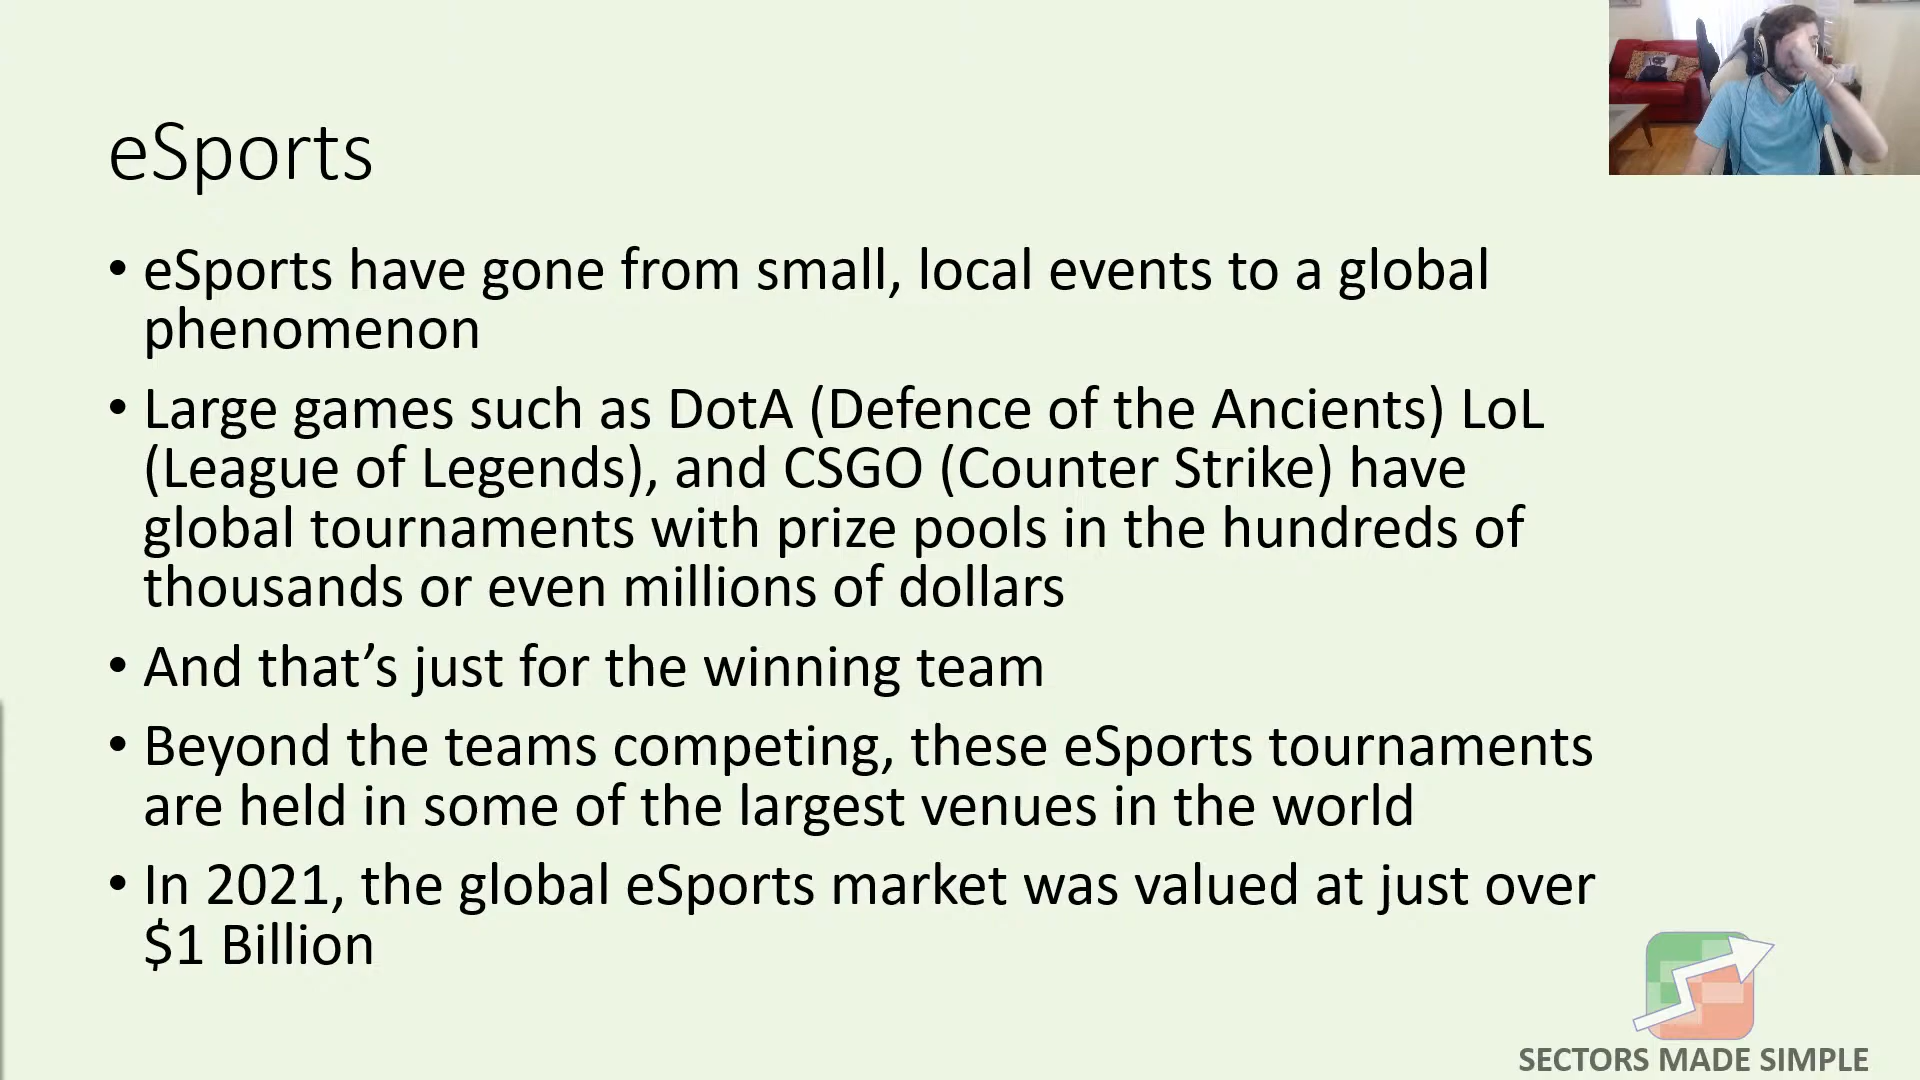 eSports
• eSports have gone from small, local events to a global
phenomenon
• Large games such as DotA (Defence of the Ancients) LoL
(League of Legends), and CSGO (Counter Strike) have
global tournaments with prize pools in the hundreds of
thousands or even millions of dollars
• And that’s just for the winning team
• Beyond the teams competing, these eSports tournaments
are held in some of the largest venues in the world
• In 2021, the global eSports market was valued at just over
$1 Billion
SECTORS MADE SIMPLE